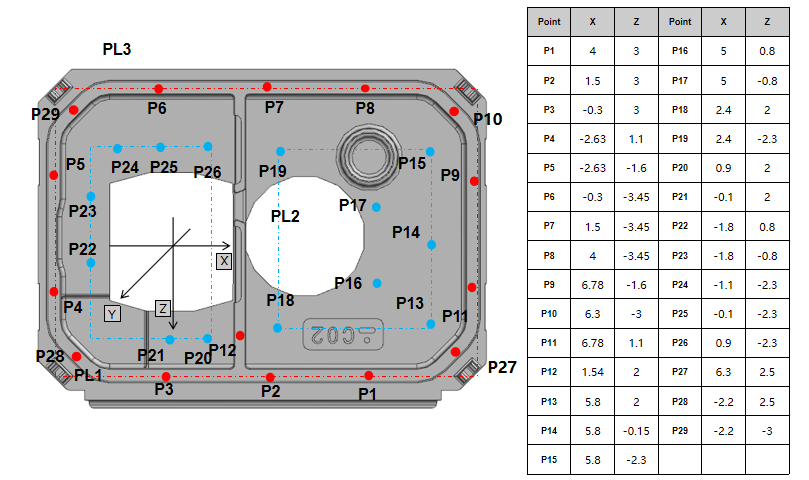 PL3
P29 P6 P7 P8 P10
P5 P24 P25 P26 P19 P15 P9
P23 P17
P22 PL2 P14
X
P16
P4 Y Z P18 P13 P11
P28 P21 P20 P12
PL1 P3 P2 P1 P27
CO2
Point X Z Point X Z
P1 4 3 P16 5 0.8
P2 1.5 3 P17 5 -0.8
P3 -0.3 3 P18 2.4 2
P4 -2.63 1.1 P19 2.4 -2.3
P5 -2.63 -1.6 P20 0.9 2
P6 -0.3 -3.45 P21 -0.1 2
P7 1.5 -3.45 P22 -1.8 0.8
P8 4 -3.45 P23 -1.8 -0.8
P9 6.78 -1.6 P24 -1.1 -2.3
P10 6.3 -3 P25 -0.1 -2.3
P11 6.78 1.1 P26 0.9 -2.3
P12 1.54 2 P27 6.3 2.5
P13 5.8 2 P28 -2.2 2.5
P14 5.8 -0.15 P29 -2.2 -3
P15 5.8 -2.3